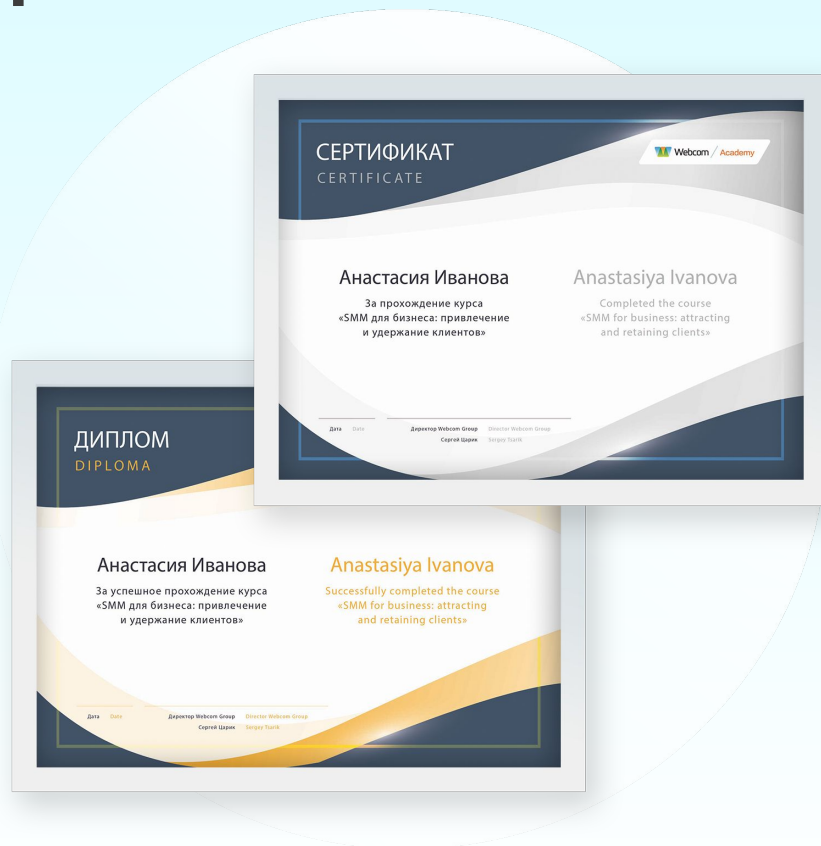 СЕРТИФИКАТ
CERTIFICATE
Webcom / Academy
Анастасия Иванова
За прохождение курса
«SMM для бизнеса: привлечение
и удержание клиентов»
Anastasiya Ivanova
Completed the course
«SMM for business: attracting
and retaining clients»
Дата Date
Директор Webcom Group Director Webcom Group
Сергей Царик Sergey Tsarik
ДИПЛОМ
DIPLOMA
Анастасия Иванова
За успешное прохождение курса
«SMM для бизнеса: привлечение
и удержание клиентов»
Anastasiya Ivanova
Successfully completed the course
«SMM for business: attracting
and retaining clients»
Дата Date
Директор Webcom Group Director Webcom Group
Сергей Царик Sergey Tsarik